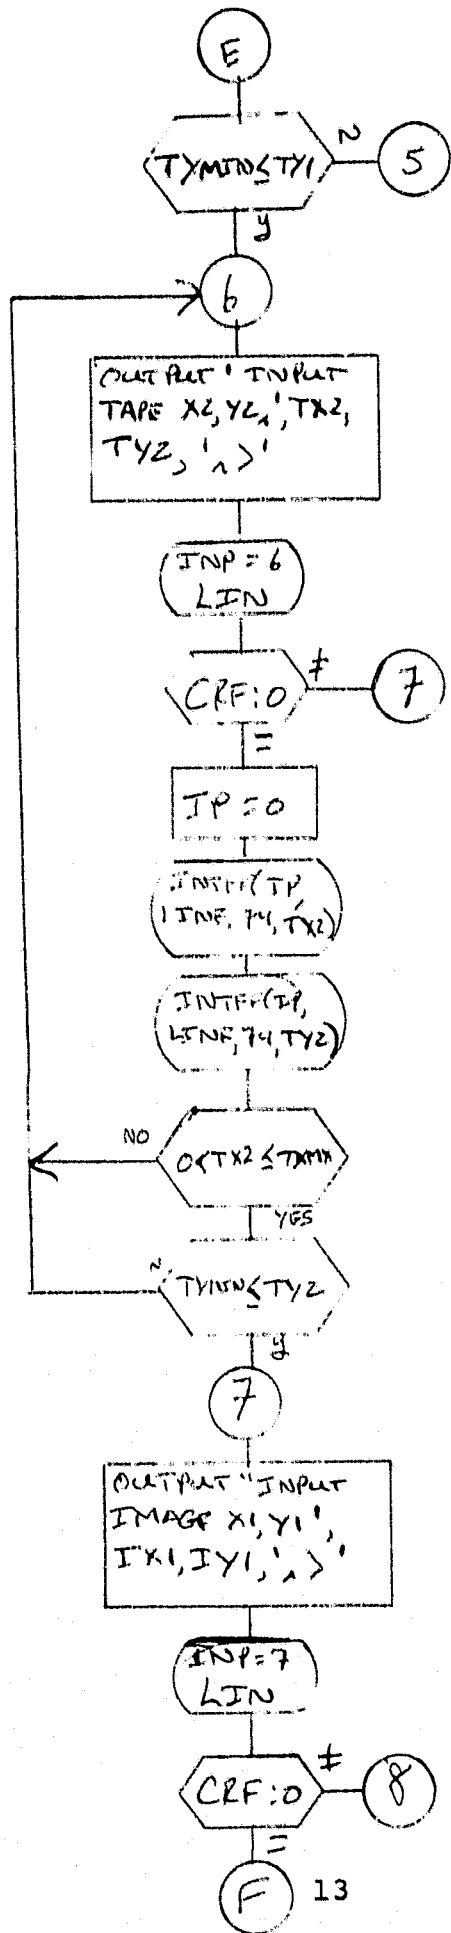 E
TYMIN≤TY1
N
5
y
6
OUTPUT ' INPUT
TAPE X2, Y2,', TX2,
TY2, '^>'
INP = 6
LIN
CRF:0
≠
7
=
IP = 0
INTFF(IP,
LINE, 74, TX2)
INTFF(IP,
LINE, 74, TY2)
NO
0<TX2≤TXMX
YES
N
TYMIN≤TY2
y
7
OUTPUT "INPUT
IMAGE X1, Y1',
IX1, IY1, '^>'
INP=7
LIN
CRF:0
≠
8
=
F
13